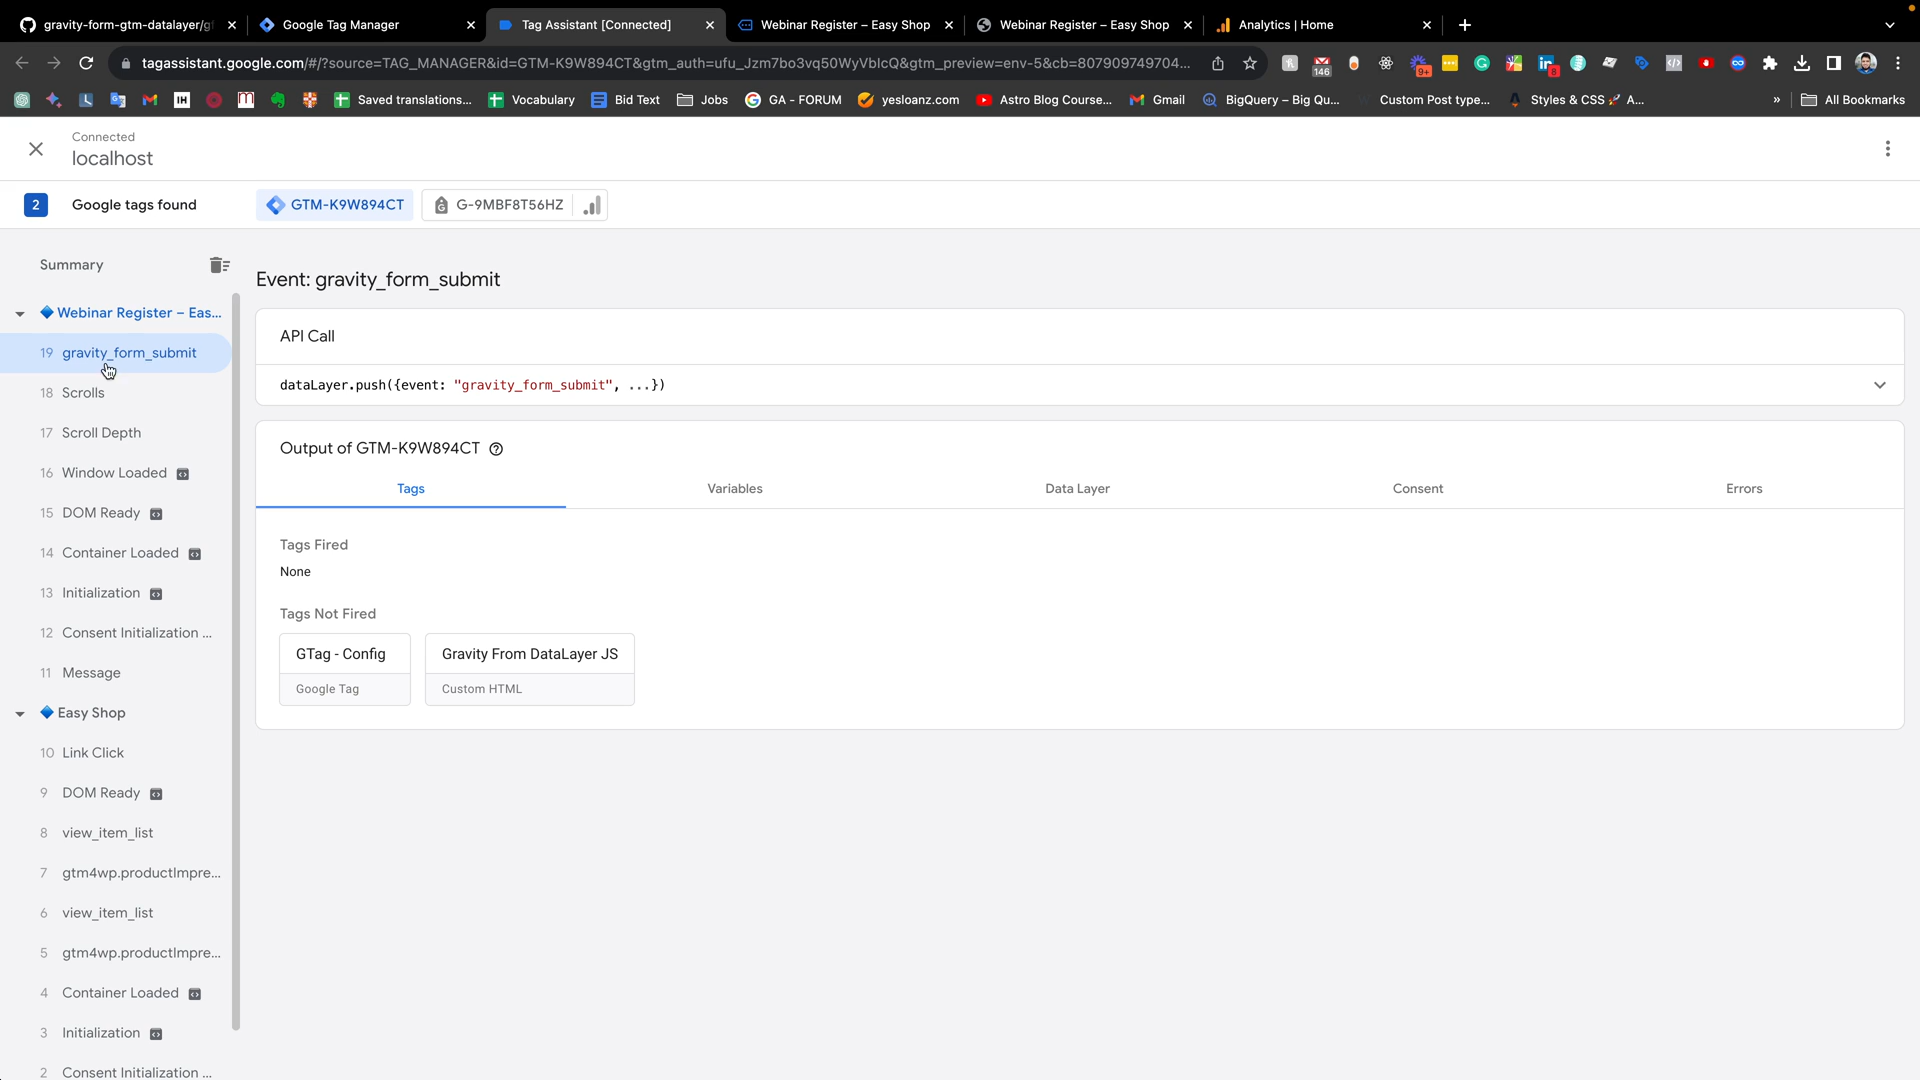 gravity-form-gtm-datalayer/g
Google Tag Manager
Tag Assistant [Connected]
Webinar Register – Easy Shop
Webinar Register – Easy Shop
Analytics | Home
tagassistant.google.com/#/?source=TAG_MANAGER&id=GTM-K9W894CT&gtm_auth=ufu_Jzm7bo3vq50WyVblcQ&gtm_preview=env-5&cb=807909749704...
146
9+
8
IH
Saved translations...
Vocabulary
Bid Text
Jobs
GA - FORUM
yesloanz.com
Astro Blog Course...
Gmail
BigQuery – Big Qu...
Custom Post type...
Styles & CSS 🚀 A...
»
All Bookmarks
Connected
localhost
2
Google tags found
GTM-K9W894CT
G-9MBF8T56HZ
Summary
Webinar Register – Eas...
19 gravity_form_submit
18 Scrolls
17 Scroll Depth
16 Window Loaded
15 DOM Ready
14 Container Loaded
13 Initialization
12 Consent Initialization ...
11 Message
Easy Shop
10 Link Click
9 DOM Ready
8 view_item_list
7 gtm4wp.productImpre...
6 view_item_list
5 gtm4wp.productImpre...
4 Container Loaded
3 Initialization
2 Consent Initialization ...
Event: gravity_form_submit
API Call
dataLayer.push({event: "gravity_form_submit", ...})
Output of GTM-K9W894CT
Tags
Variables
Data Layer
Consent
Errors
Tags Fired
None
Tags Not Fired
GTag - Config
Google Tag
Gravity From DataLayer JS
Custom HTML